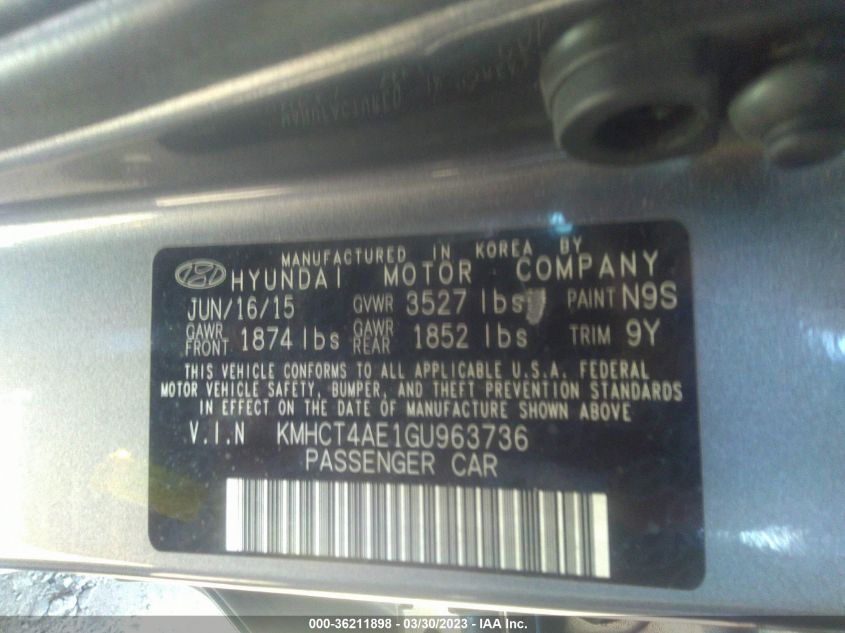 MANUFACTURED IN KOREA BY
HYUNDAI MOTOR COMPANY
JUN/16/15 GVWR 3527 lbs PAINT N9S
GAWR FRONT 1874 lbs GAWR REAR 1852 lbs TRIM 9Y
THIS VEHICLE CONFORMS TO ALL APPLICABLE U.S.A. FEDERAL
MOTOR VEHICLE SAFETY, BUMPER, AND THEFT PREVENTION STANDARDS
IN EFFECT ON THE DATE OF MANUFACTURE SHOWN ABOVE
V.I.N KMHCT4AE1GU963736
PASSENGER CAR
000-36211898 - 03/30/2023 - IAA Inc.